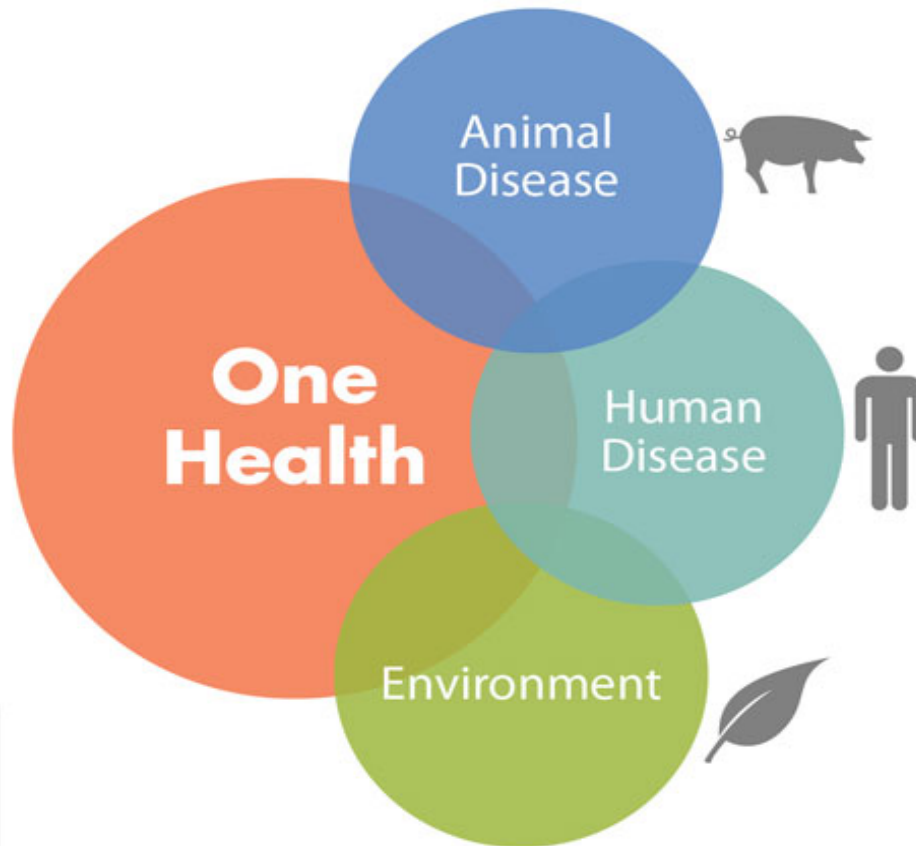 Animal
Disease
One
Health
Human
Disease
Environment